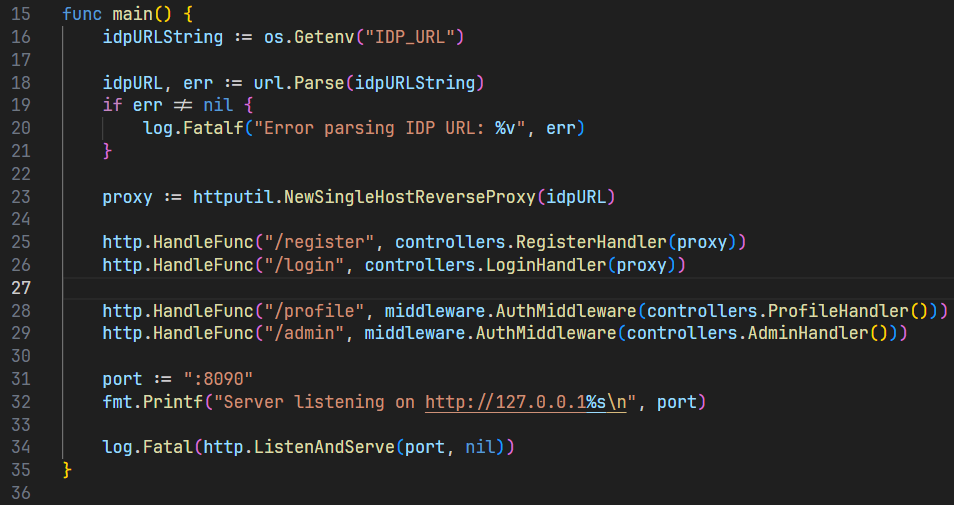 15 func main() {
16     idpURLString := os.Getenv("IDP_URL")
17
18     idpURL, err := url.Parse(idpURLString)
19     if err != nil {
20         log.Fatalf("Error parsing IDP URL: %v", err)
21     }
22
23     proxy := httputil.NewSingleHostReverseProxy(idpURL)
24
25     http.HandleFunc("/register", controllers.RegisterHandler(proxy))
26     http.HandleFunc("/login", controllers.LoginHandler(proxy))
27
28     http.HandleFunc("/profile", middleware.AuthMiddleware(controllers.ProfileHandler()))
29     http.HandleFunc("/admin", middleware.AuthMiddleware(controllers.AdminHandler()))
30
31     port := ":8090"
32     fmt.Printf("Server listening on http://127.0.0.1%s\n", port)
33
34     log.Fatal(http.ListenAndServe(port, nil))
35 }
36